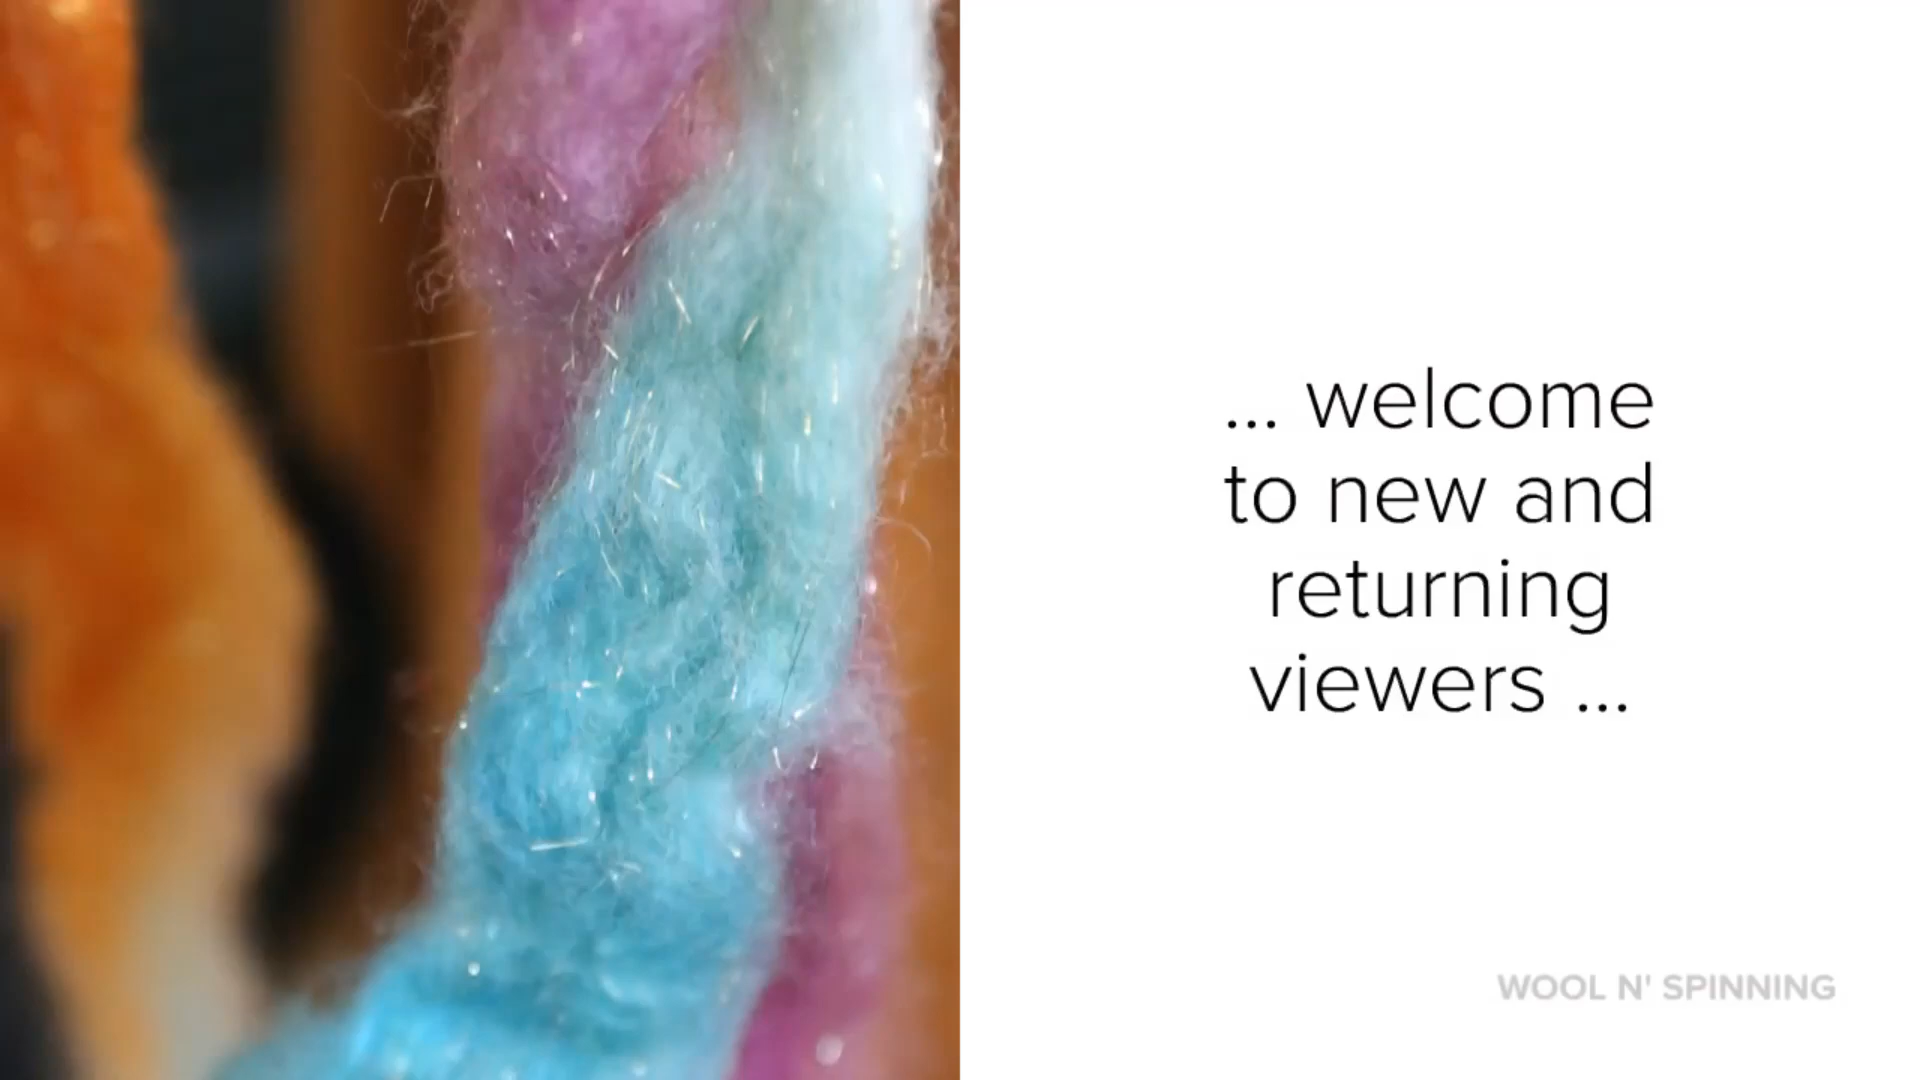 ... welcome
to new and
returning
viewers ...
WOOL N' SPINNING